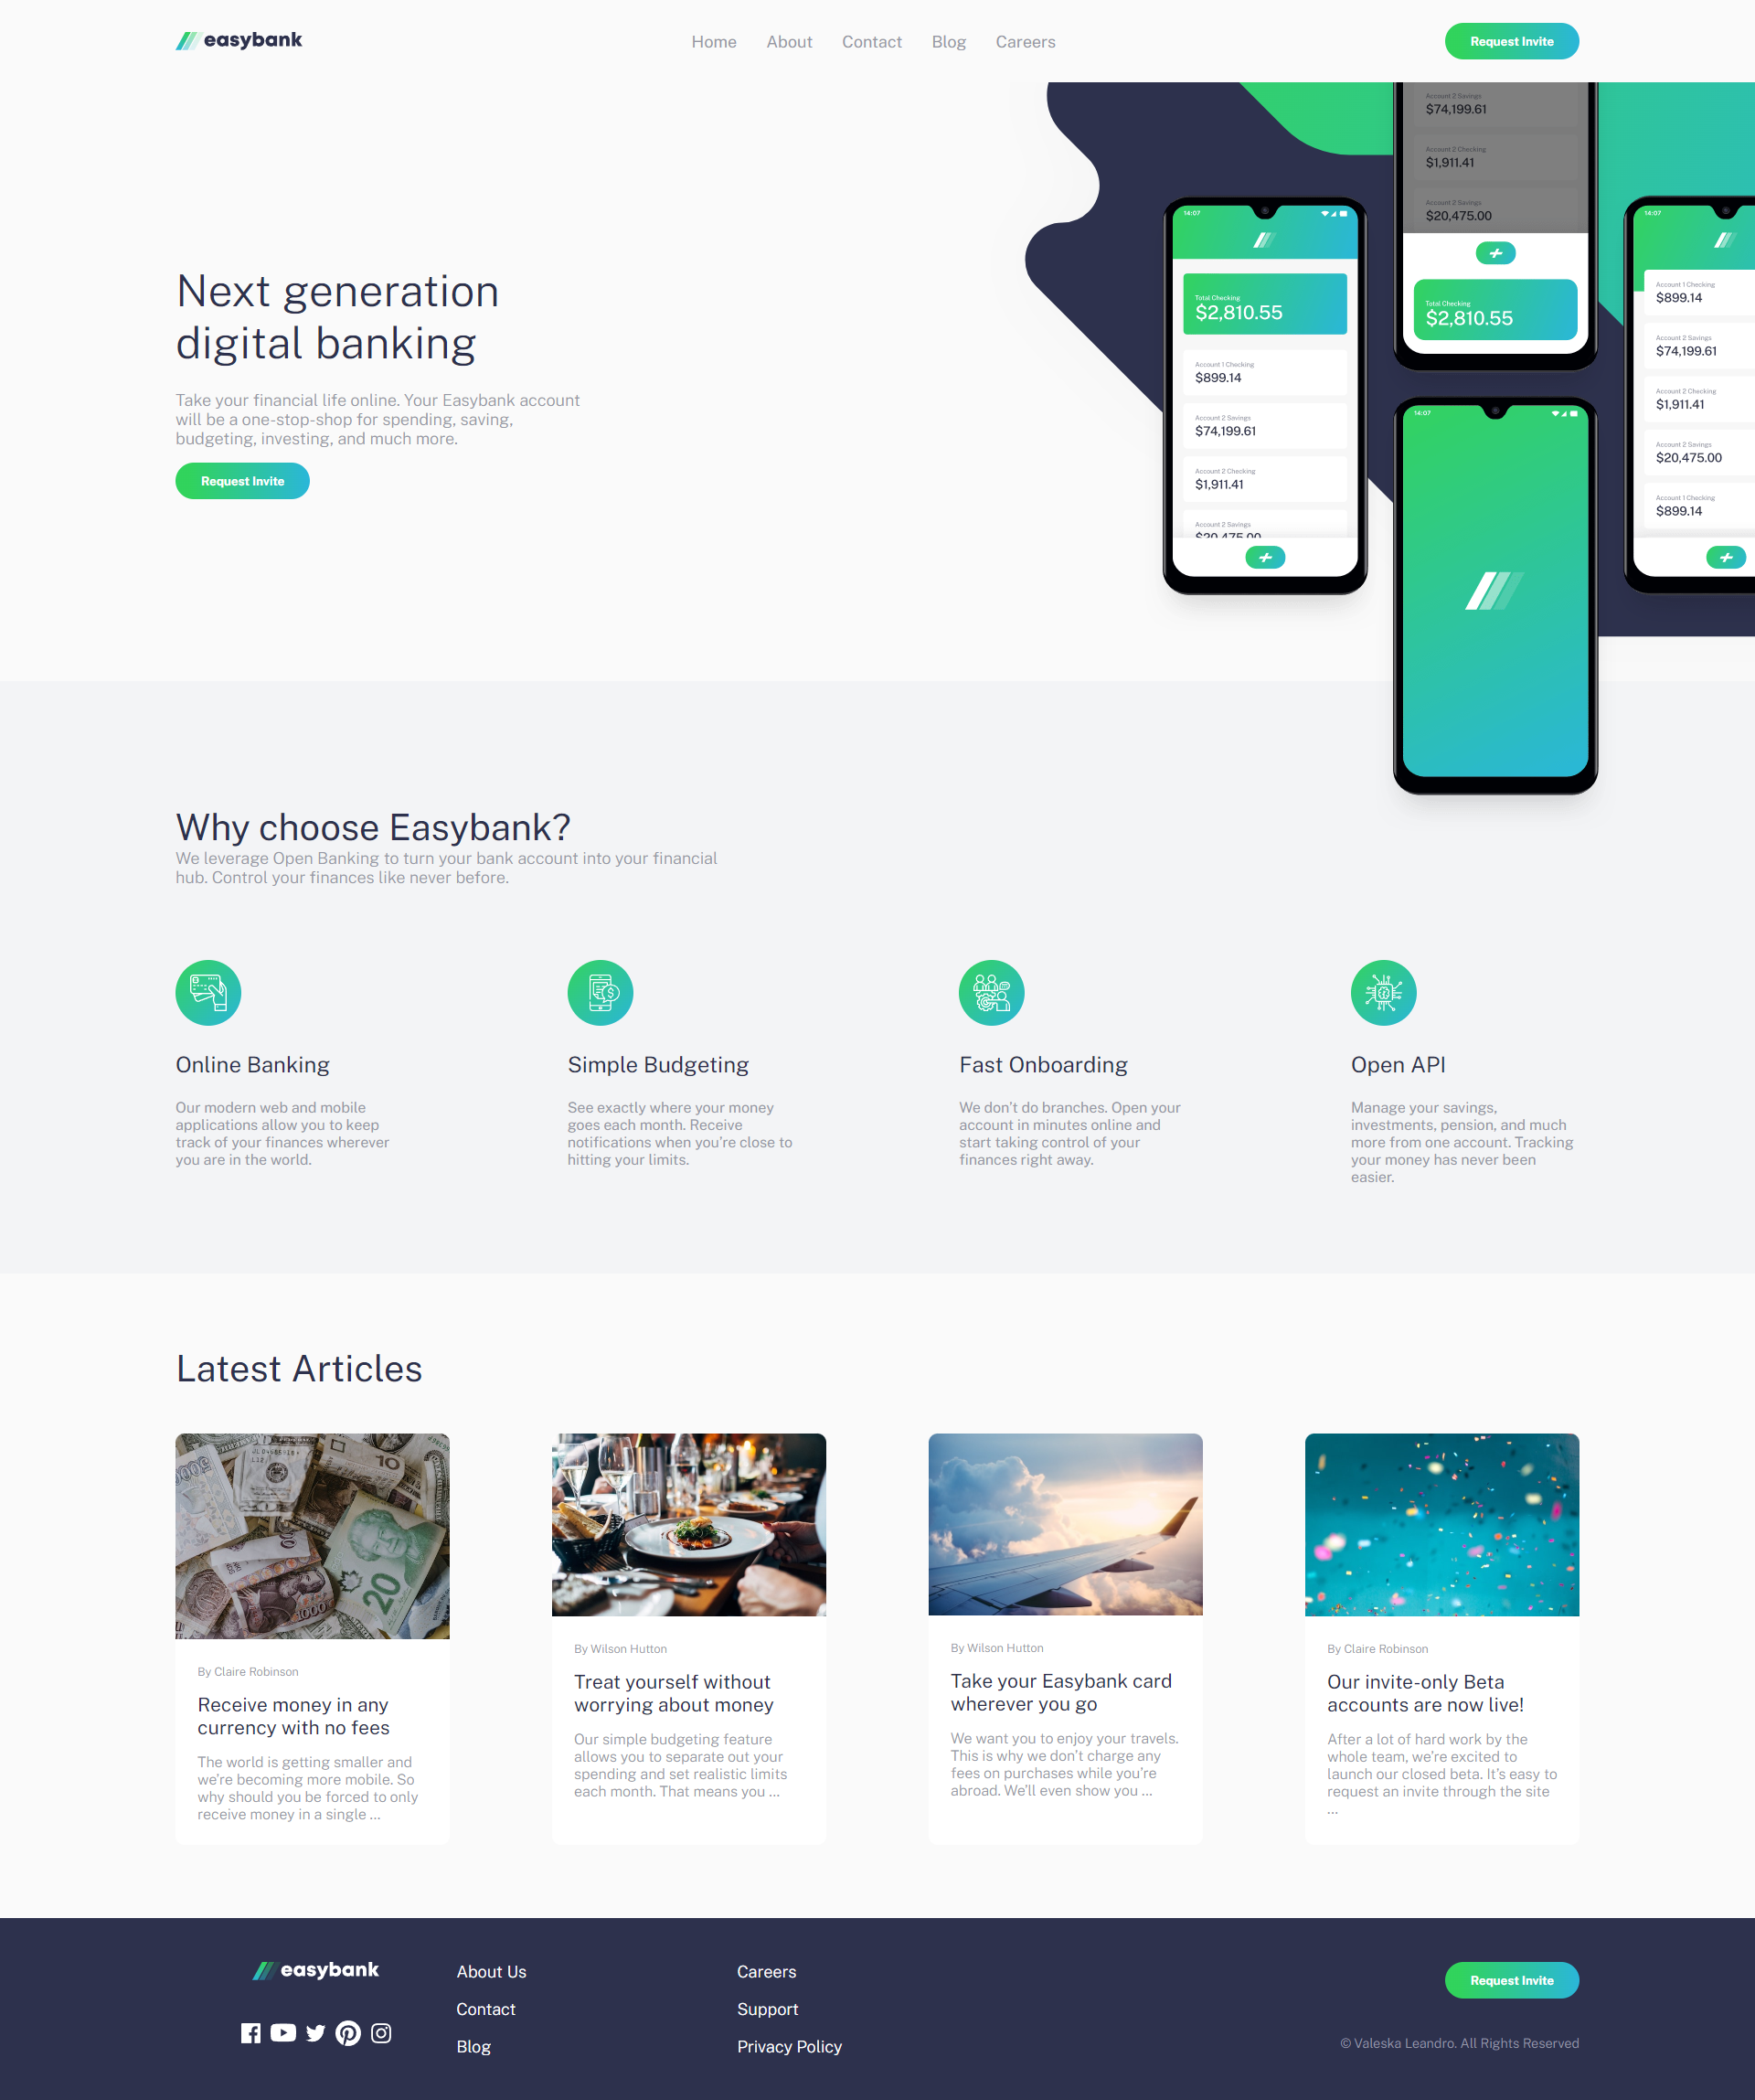 easybank
Home
About
Contact
Blog
Careers
Request Invite
Next generation
digital banking
Take your financial life online. Your Easybank account
will be a one-stop-shop for spending, saving,
budgeting, investing, and much more.
Request Invite
14:07
Total Checking
$2,810.55
Account 1 Checking
$899.14
Account 2 Savings
$74,199.61
Account 2 Checking
$1,911.41
Account 2 Savings
$20,475.00
Account 2 Savings
$74,199.61
Account 2 Checking
$1,911.41
Account 2 Savings
$20,475.00
Total Checking
$2,810.55
14:07
14:07
Account 1 Checking
$899.14
Account 2 Savings
$74,199.61
Account 2 Checking
$1,911.41
Account 2 Savings
$20,475.00
Account 1 Checking
$899.14
Why choose Easybank?
We leverage Open Banking to turn your bank account into your financial
hub. Control your finances like never before.
Online Banking
Our modern web and mobile
applications allow you to keep
track of your finances wherever
you are in the world.
Simple Budgeting
See exactly where your money
goes each month. Receive
notifications when you're close to
hitting your limits.
Fast Onboarding
We don't do branches. Open your
account in minutes online and
start taking control of your
finances right away.
Open API
Manage your savings,
investments, pension, and much
more from one account. Tracking
your money has never been
easier.
Latest Articles
10
20
1000
By Claire Robinson
Receive money in any
currency with no fees
The world is getting smaller and
we're becoming more mobile. So
why should you be forced to only
receive money in a single ...
By Wilson Hutton
Treat yourself without
worrying about money
Our simple budgeting feature
allows you to separate out your
spending and set realistic limits
each month. That means you ...
By Wilson Hutton
Take your Easybank card
wherever you go
We want you to enjoy your travels.
This is why we don't charge any
fees on purchases while you're
abroad. We'll even show you ...
By Claire Robinson
Our invite-only Beta
accounts are now live!
After a lot of hard work by the
whole team, we're excited to
launch our closed beta. It's easy to
request an invite through the site
...
easybank
About Us
Contact
Blog
Careers
Support
Privacy Policy
Request Invite
© Valeska Leandro. All Rights Reserved